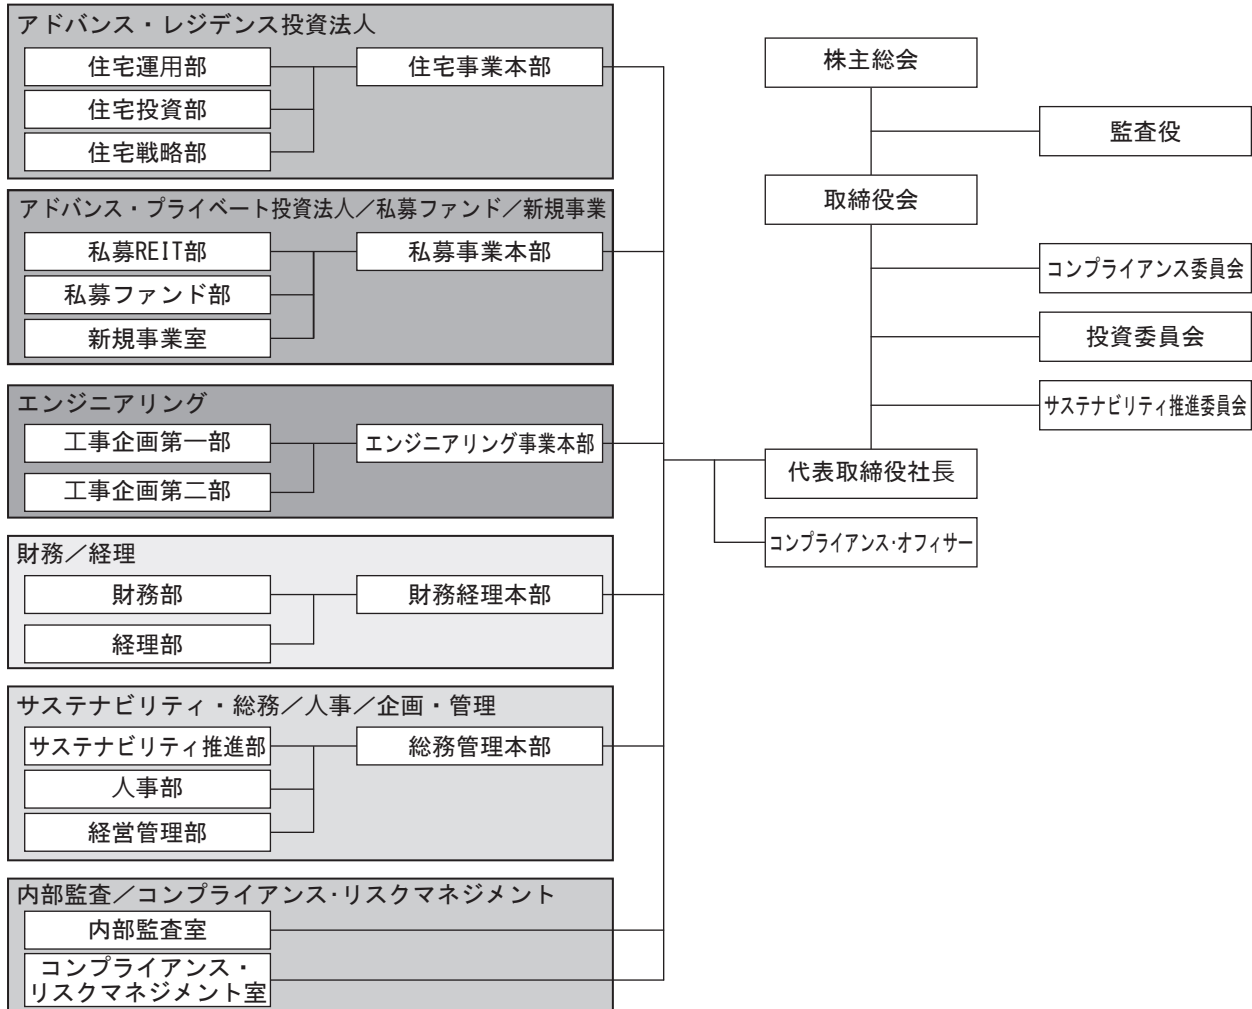 アドバンス・レジデンス投資法人
住宅運用部
住宅事業本部
住宅投資部
住宅戦略部
アドバンス・プライベート投資法人／私募ファンド／新規事業
私募REIT部
私募事業本部
私募ファンド部
新規事業室
エンジニアリング
工事企画第一部
エンジニアリング事業本部
工事企画第二部
財務／経理
財務部
財務経理本部
経理部
サステナビリティ・総務／人事／企画・管理
サステナビリティ推進部
総務管理本部
人事部
経営管理部
内部監査／コンプライアンス・リスクマネジメント
内部監査室
コンプライアンス・
リスクマネジメント室
株主総会
監査役
取締役会
コンプライアンス委員会
投資委員会
サステナビリティ推進委員会
代表取締役社長
コンプライアンス・オフィサー